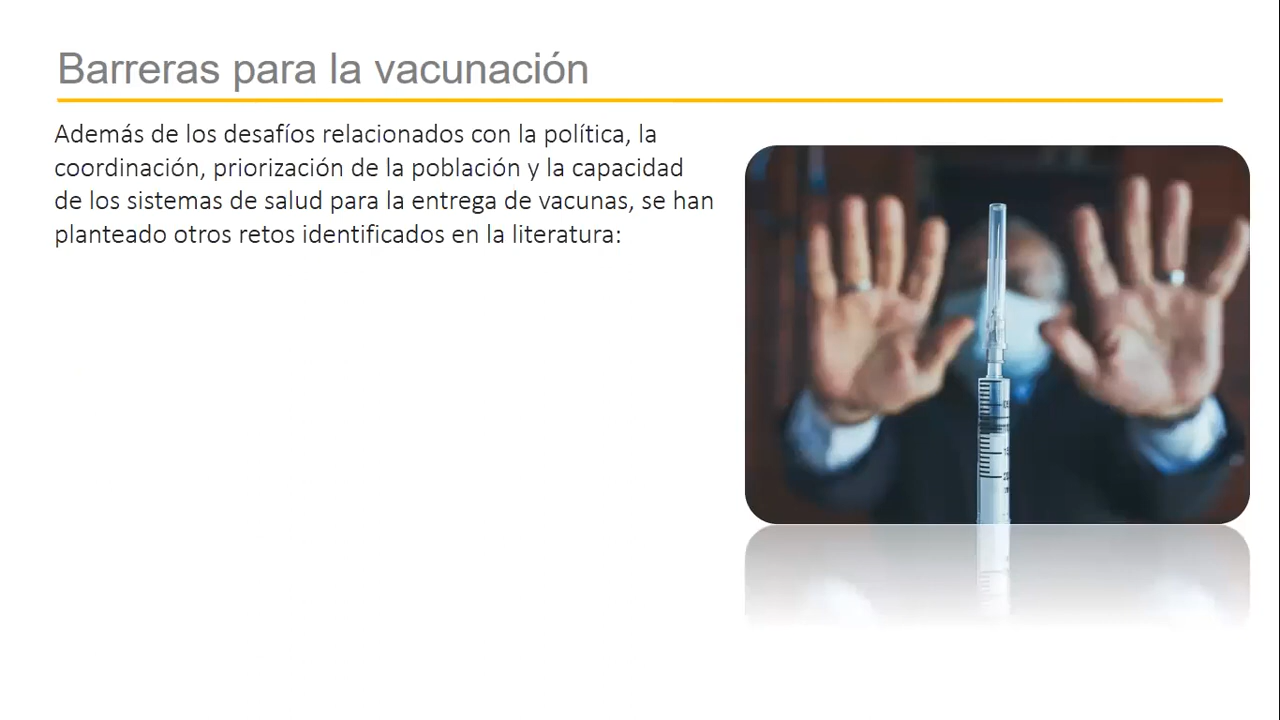 Barreras para la vacunación
Además de los desafíos relacionados con la política, la
coordinación, priorización de la población y la capacidad
de los sistemas de salud para la entrega de vacunas, se han
planteado otros retos identificados en la literatura: